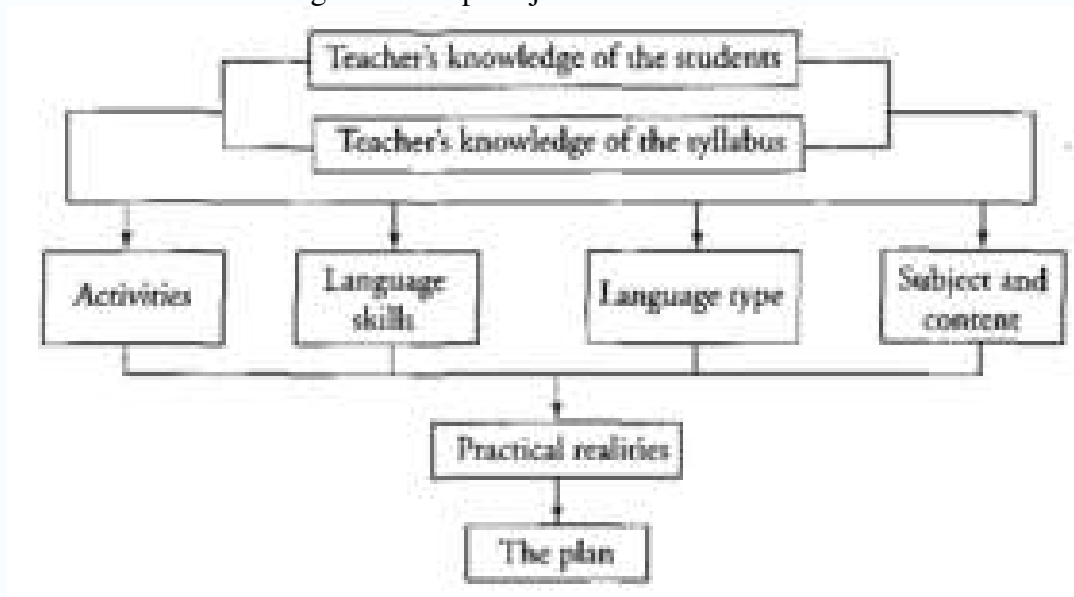 Teacher's knowledge of the students
Teacher's knowledge of the syllabus
Activities
Language
skills
Language type
Subject and
content
Practical realities
The plan